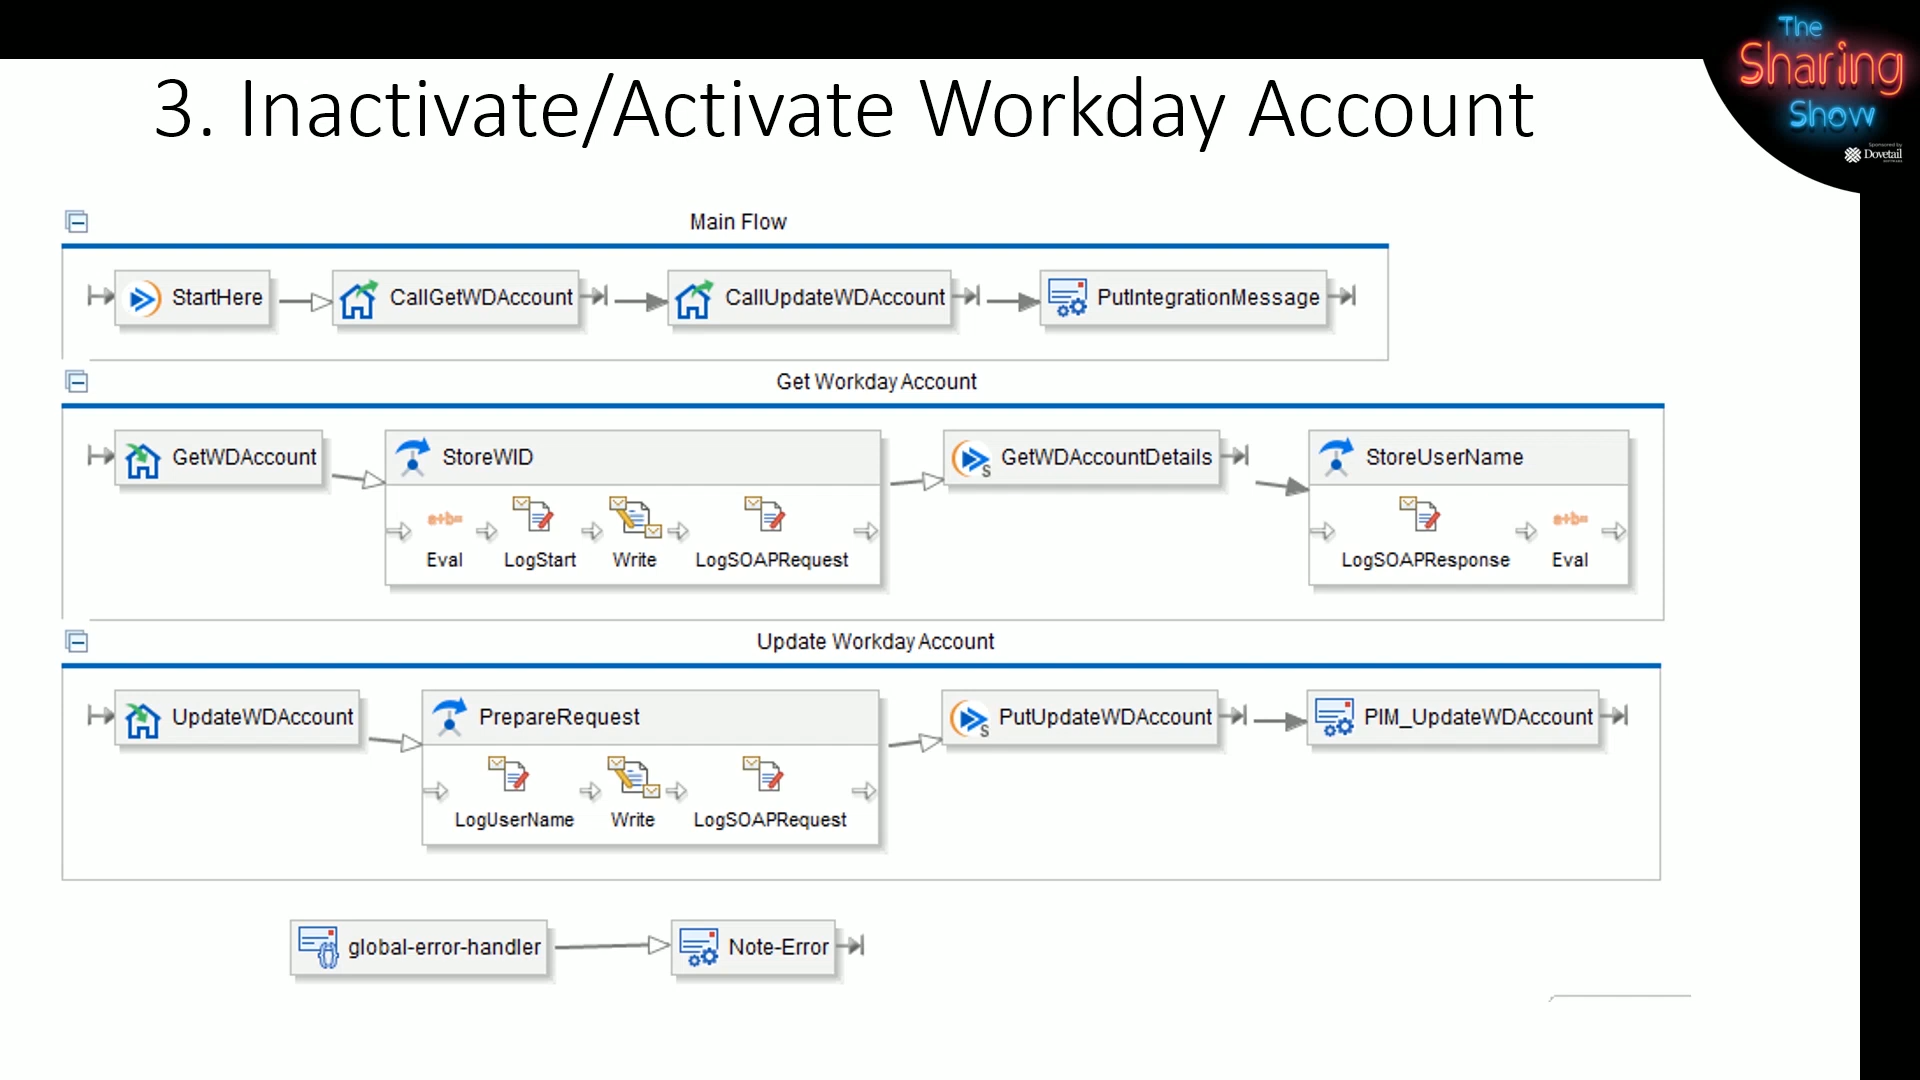 The
Sharing
Show
Sponsored by
Dovetail
3. Inactivate/Activate Workday Account
Main Flow
StartHere
CallGetWDAccount
CallUpdateWDAccount
PutIntegrationMessage
Get Workday Account
GetWDAccount
StoreWID
GetWDAccountDetails
StoreUserName
a+b=
a+b=
Eval
LogStart
Write
LogSOAPRequest
LogSOAPResponse
Eval
Update Workday Account
UpdateWDAccount
PrepareRequest
PutUpdateWDAccount
PIM_UpdateWDAccount
LogUserName
Write
LogSOAPRequest
global-error-handler
Note-Error